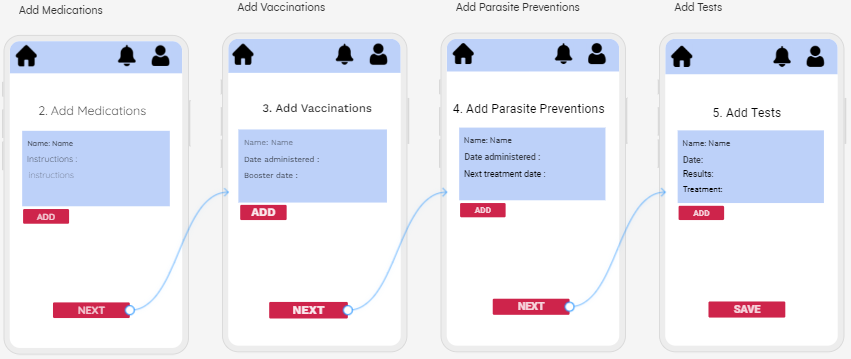 Add Medications
Add Vaccinations
Add Parasite Preventions
Add Tests
2. Add Medications
Name: Name
Instructions :
Instructions
ADD
NEXT
3. Add Vaccinations
Name: Name
Date administered :
Booster date :
ADD
NEXT
4. Add Parasite Preventions
Name: Name
Date administered :
Next treatment date :
ADD
NEXT
5. Add Tests
Name: Name
Date:
Results:
Treatment:
ADD
SAVE